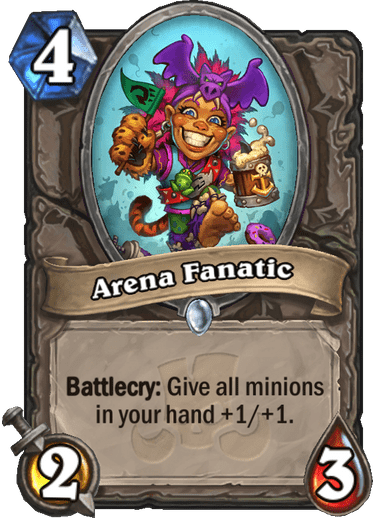 4
Arena Fanatic
Battlecry: Give all minions
in your hand +1/+1.
2
3